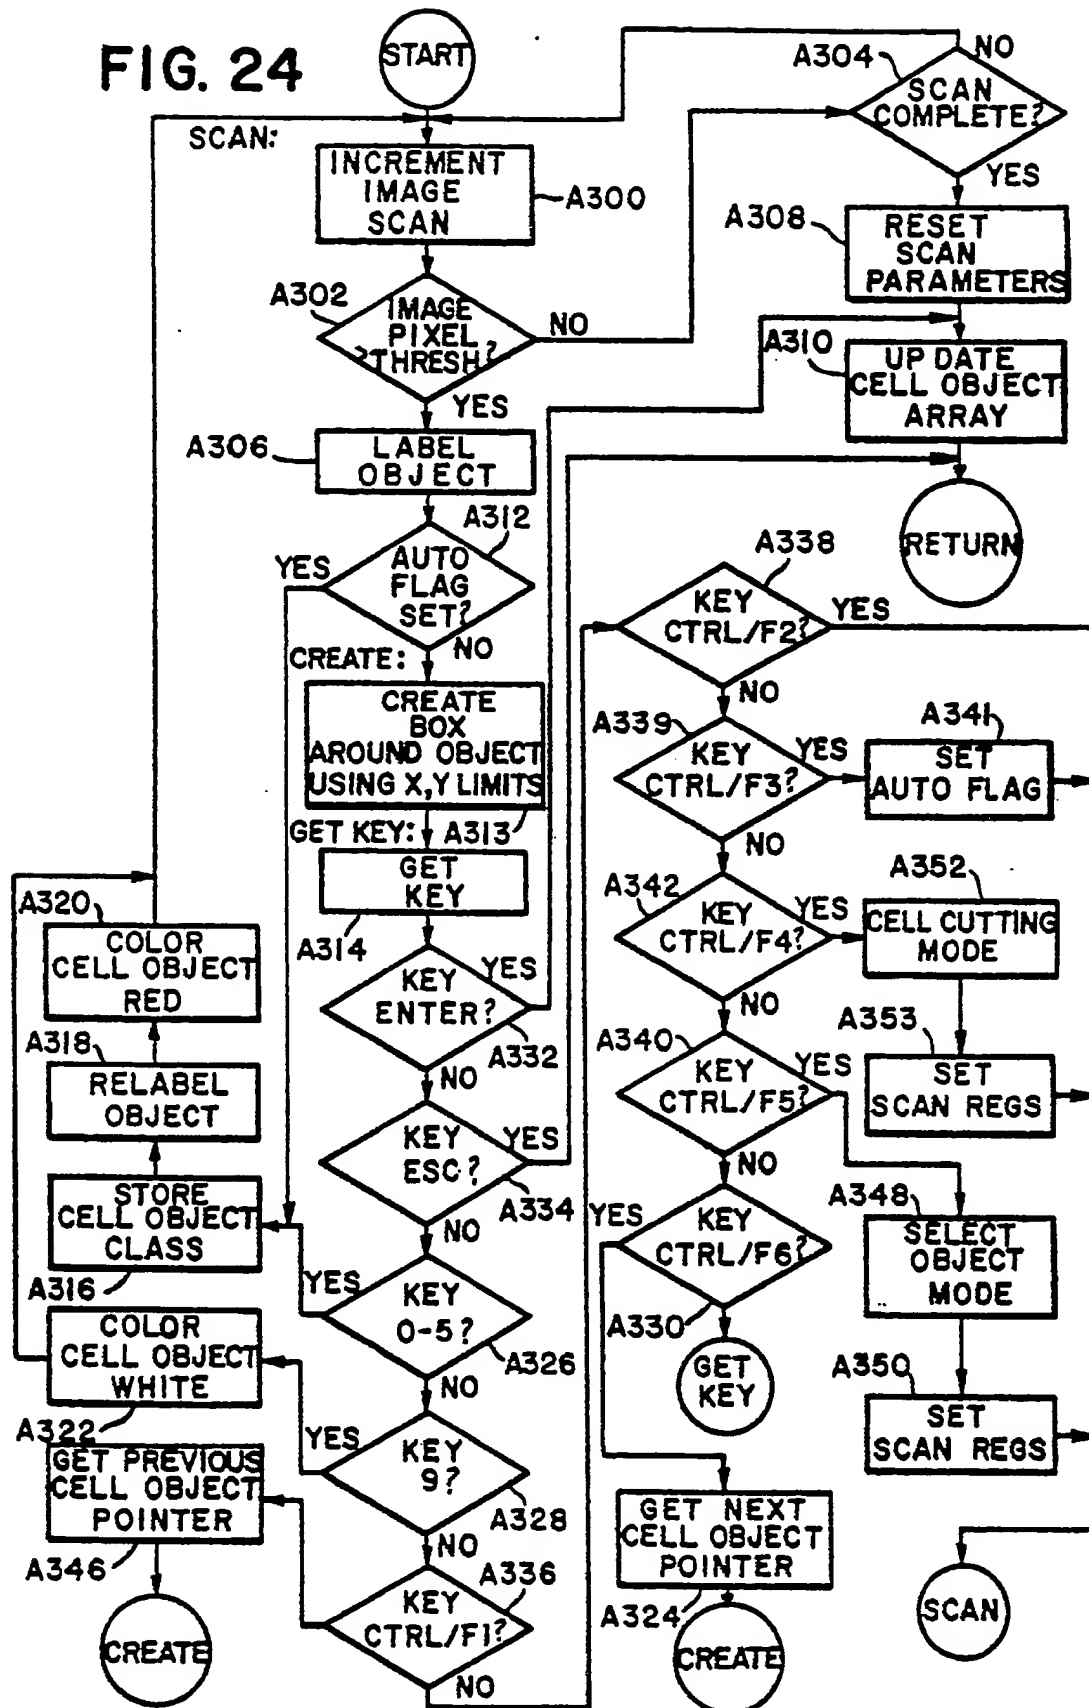 FIG. 24
START
SCAN:
INCREMENT
IMAGE
SCAN
A300
A302
IMAGE
PIXEL
?THRESH?
NO
YES
A304
NO
SCAN
COMPLETE?
YES
A308
RESET
SCAN
PARAMETERS
A310
UPDATE
CELL OBJECT
ARRAY
RETURN
A306
LABEL
OBJECT
A312
YES
AUTO
FLAG
SET?
NO
CREATE:
CREATE
BOX
AROUND OBJECT
USING X,Y LIMITS
GET KEY:
A313
GET
KEY
A314
KEY
ENTER?
YES
A332
NO
KEY
ESC?
YES
A334
NO
YES
KEY
0-5?
A326
NO
YES
KEY
9?
A328
NO
A336
KEY
CTRL/F1?
NO
A320
COLOR
CELL OBJECT
RED
A318
RELABEL
OBJECT
STORE
CELL OBJECT
CLASS
A316
COLOR
CELL OBJECT
WHITE
A322
GET PREVIOUS
CELL OBJECT
POINTER
A346
CREATE
A338
KEY
CTRL/F2?
YES
NO
A339
KEY
CTRL/F3?
YES
NO
A341
SET
AUTO FLAG
A342
KEY
CTRL/F4?
YES
NO
A352
CELL CUTTING
MODE
A353
SET
SCAN REGS
A340
KEY
CTRL/F5?
YES
NO
A348
SELECT
OBJECT
MODE
A350
SET
SCAN REGS
SCAN
YES
KEY
CTRL/F6?
A330
GET
KEY
GET NEXT
CELL OBJECT
POINTER
A324
CREATE